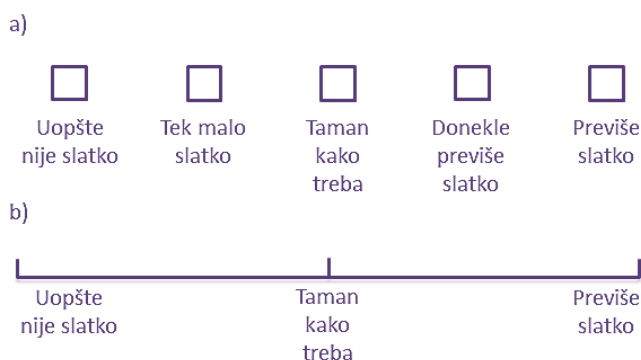 a)
Uopšte
nije slatko
Tek malo
slatko
Taman
kako
treba
Donekle
previše
slatko
Previše
slatko
b)
Uopšte
nije slatko
Taman
kako
treba
Previše
slatko